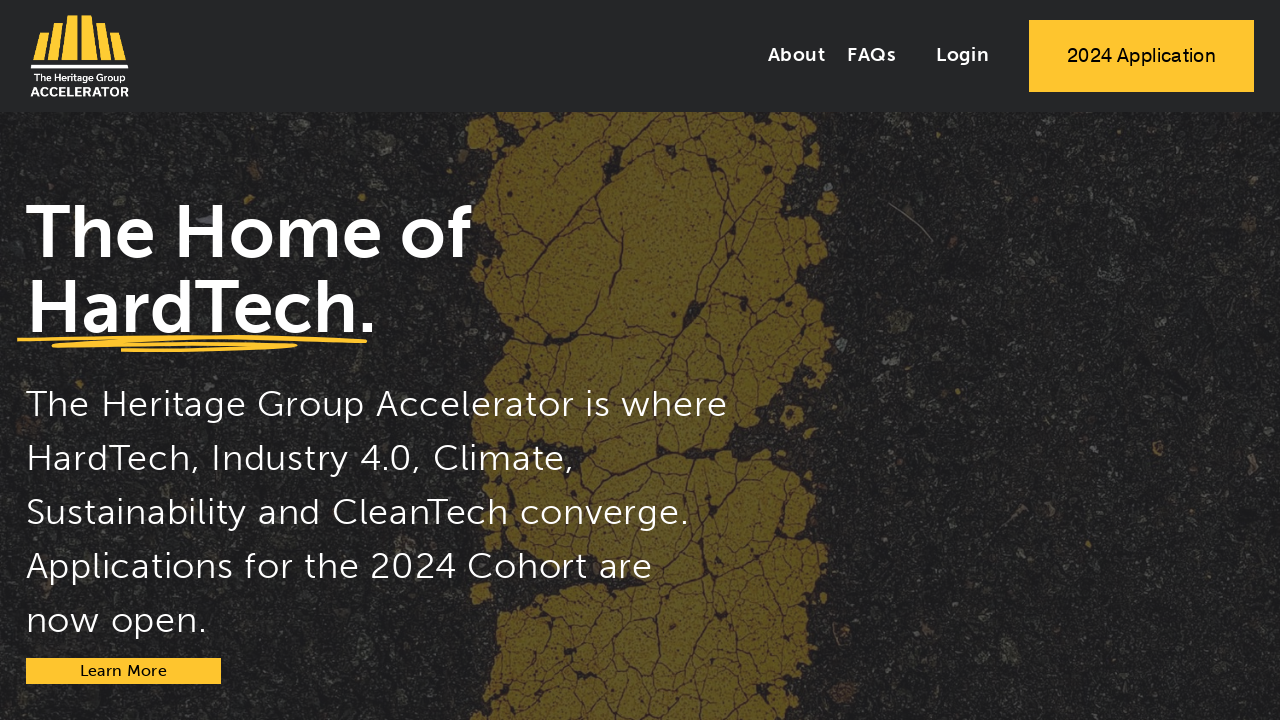 The Heritage Group
ACCELERATOR
About
FAQs
Login
2024 Application
The Home of
HardTech.
The Heritage Group Accelerator is where
HardTech, Industry 4.0, Climate,
Sustainability and CleanTech converge.
Applications for the 2024 Cohort are
now open.
Learn More